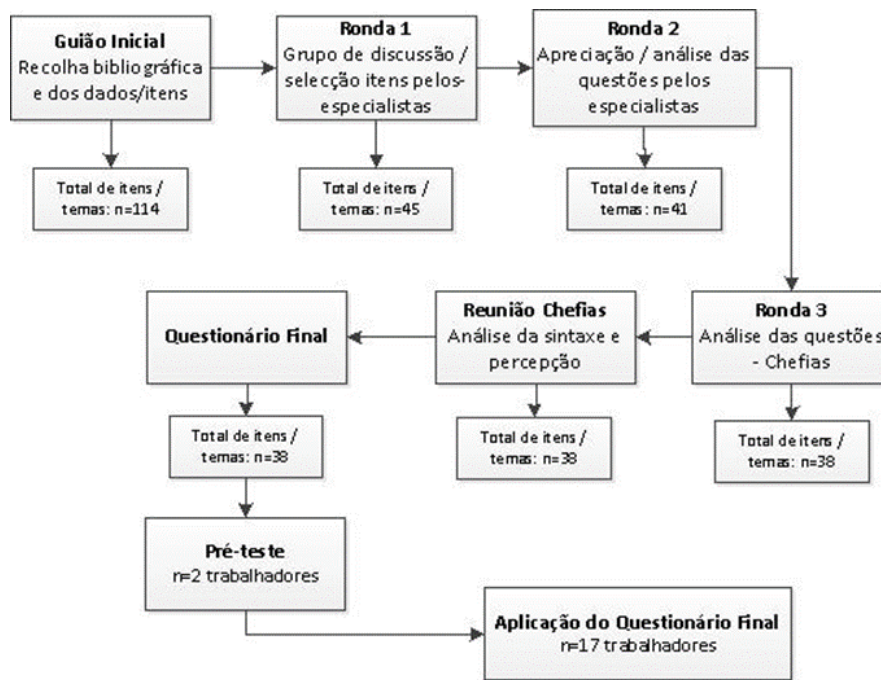 Guião Inicial
Recolha bibliográfica
e dos dados/itens
Ronda 1
Grupo de discussão /
selecção itens pelos-
especialistas
Ronda 2
Apreciação / análise das
questões pelos
especialistas
Total de itens /
temas: n=114
Total de itens /
temas: n=45
Total de itens /
temas: n=41
Questionário Final
Reunião Chefias
Análise da sintaxe e
percepção
Ronda 3
Análise das questões
- Chefias
Total de itens /
temas: n=38
Total de itens /
temas: n=38
Total de itens /
temas: n=38
Pré-teste
n=2 trabalhadores
Aplicação do Questionário Final
n=17 trabalhadores